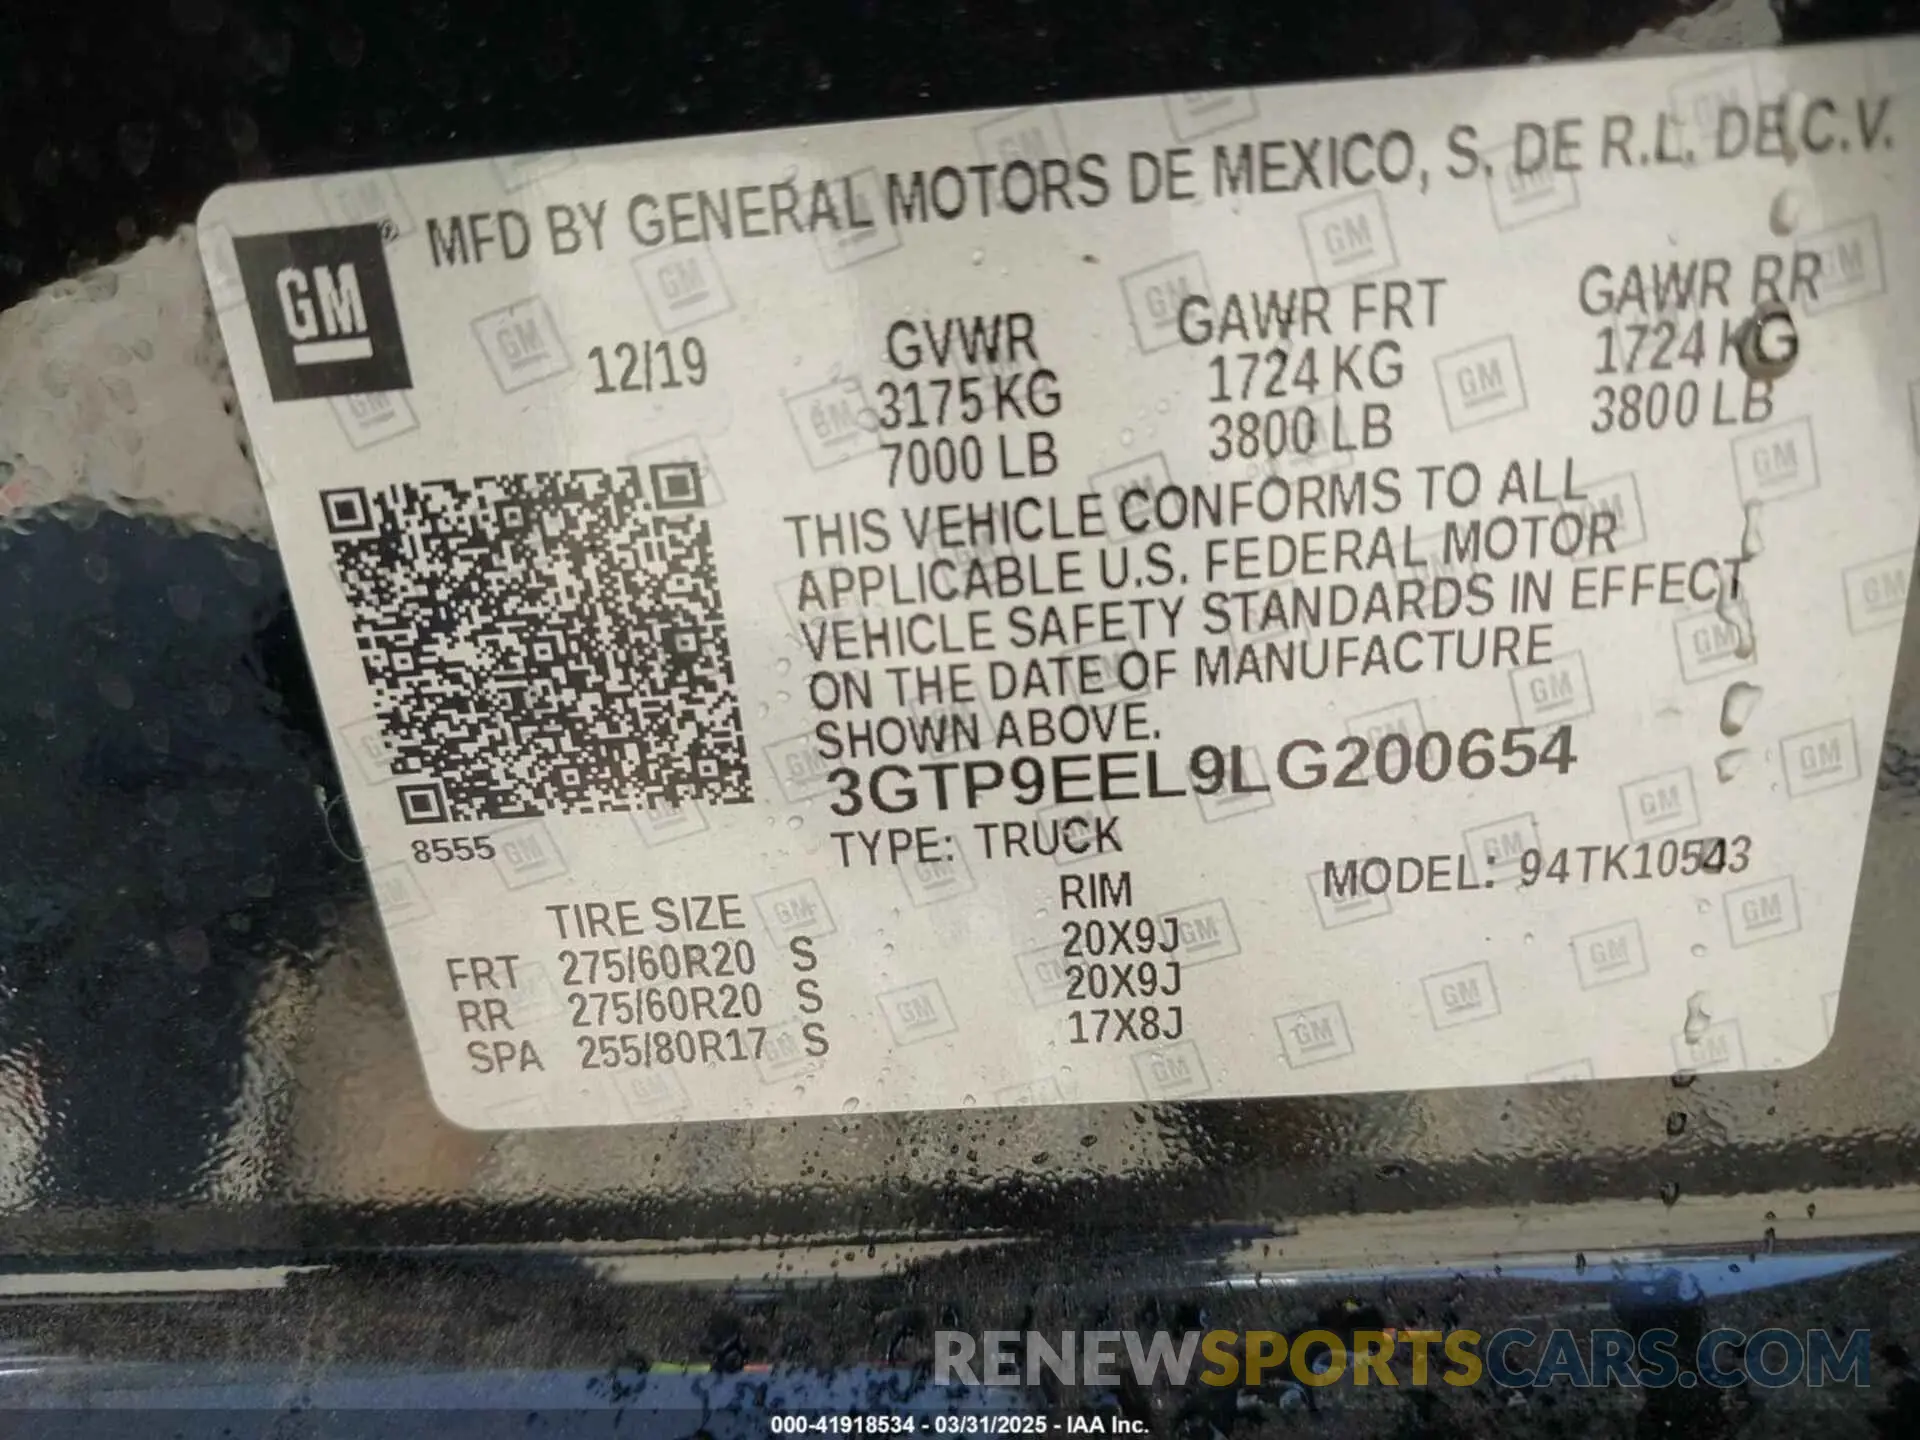 GM ® MFD BY GENERAL MOTORS DE MEXICO, S. DE R.L. DE C.V.
12/19
GVWR
3175 KG
7000 LB
GAWR FRT
1724 KG
3800 LB
GAWR RR
1724 KG
3800 LB
THIS VEHICLE CONFORMS TO ALL
APPLICABLE U.S. FEDERAL MOTOR
VEHICLE SAFETY STANDARDS IN EFFECT
ON THE DATE OF MANUFACTURE
SHOWN ABOVE.
3GTP9EEL9LG200654
8555
TYPE: TRUCK
MODEL: 94TK10543
TIRE SIZE RIM
FRT 275/60R20 S 20X9J
RR 275/60R20 S 20X9J
SPA 255/80R17 S 17X8J
RENEWSPORTSCARS.COM
000-41918534 - 03/31/2025 - IAA Inc.